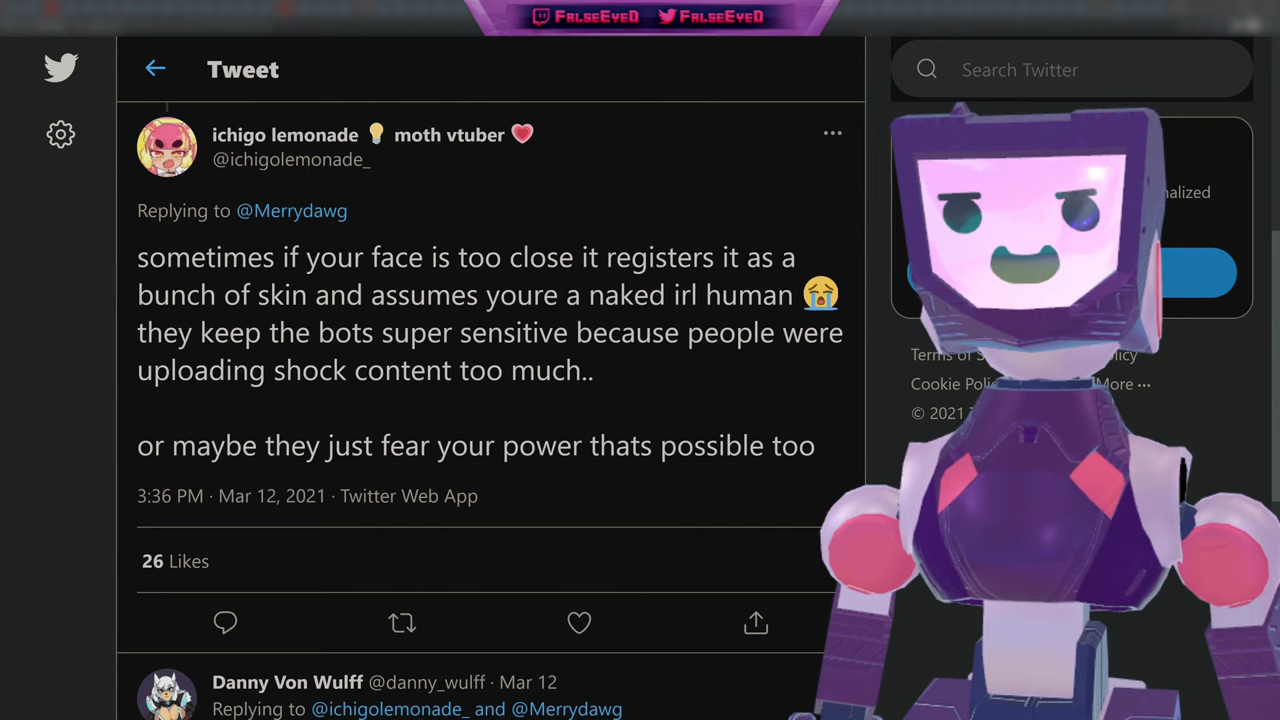 FalseEyeD FalseEyeD
Tweet
Search Twitter
ichigo lemonade 💡 moth vtuber 💗
@ichigolemonade_
Replying to @Merrydawg
nalized
sometimes if your face is too close it registers it as a
bunch of skin and assumes youre a naked irl human 😭
they keep the bots super sensitive because people were
uploading shock content too much..
or maybe they just fear your power thats possible too
3:36 PM · Mar 12, 2021 · Twitter Web App
Terms of
Cookie More ···
© 2021
26 Likes
Danny Von Wulff @danny_wulff · Mar 12
Replying to @ichigolemonade_ and @Merrydawg